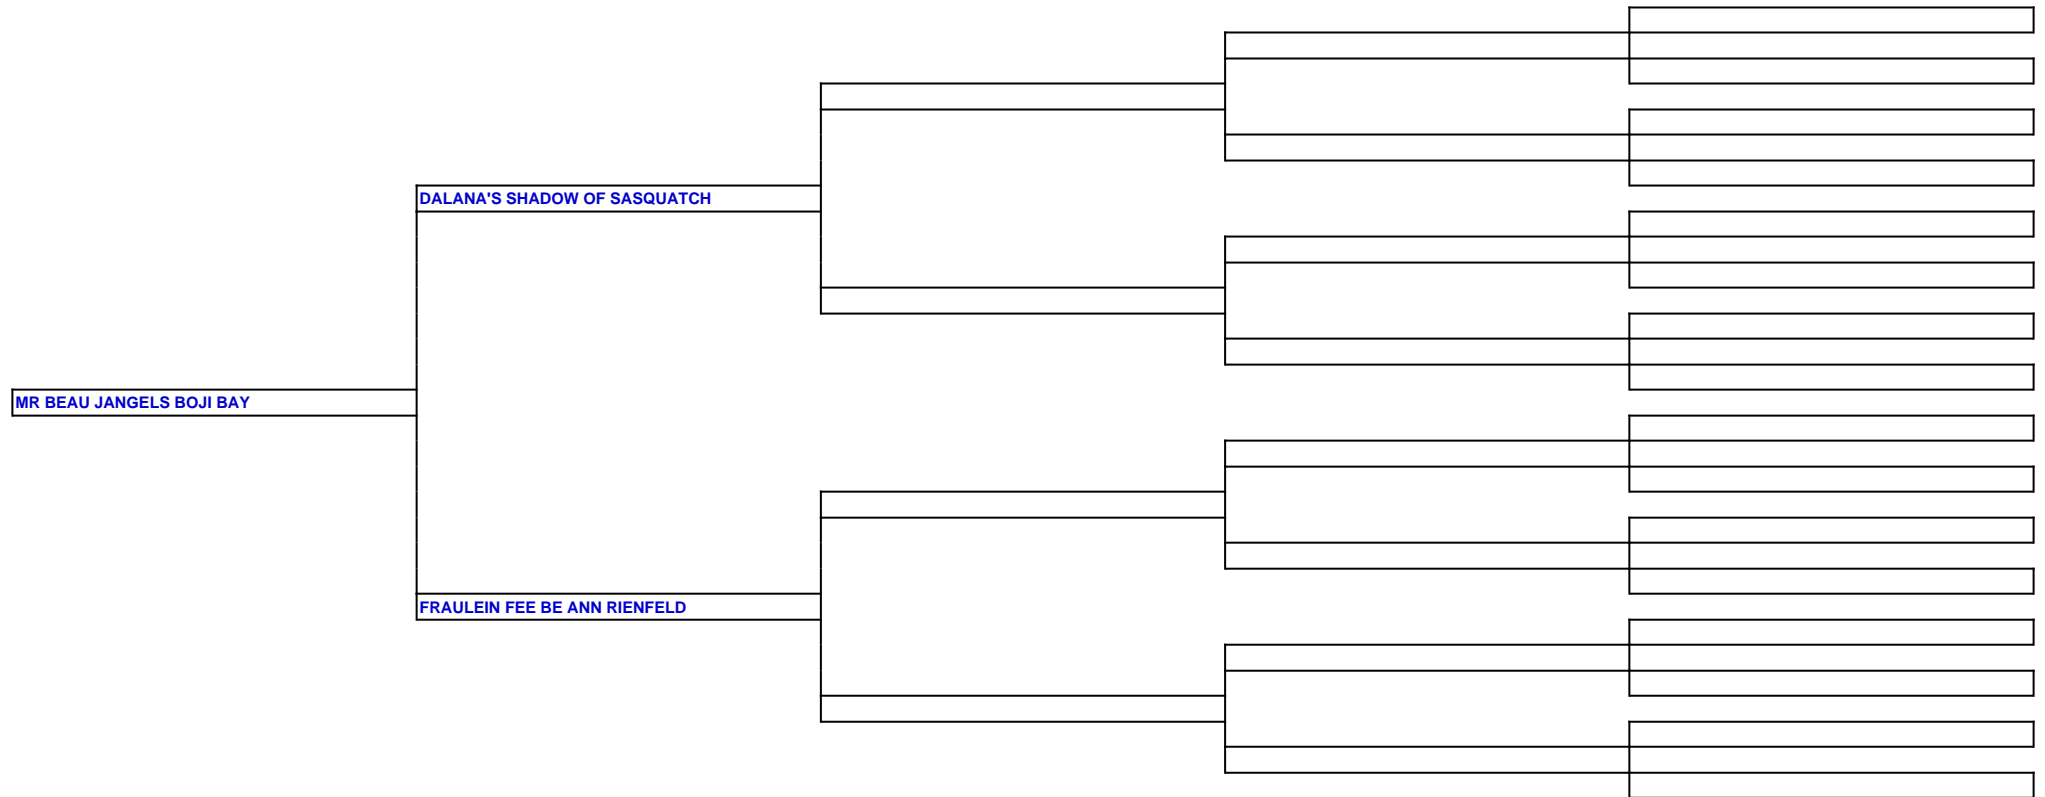 DALANA'S SHADOW OF SASQUATCH
MR BEAU JANGELS BOJI BAY
FRAULEIN FEE BE ANN RIENFELD